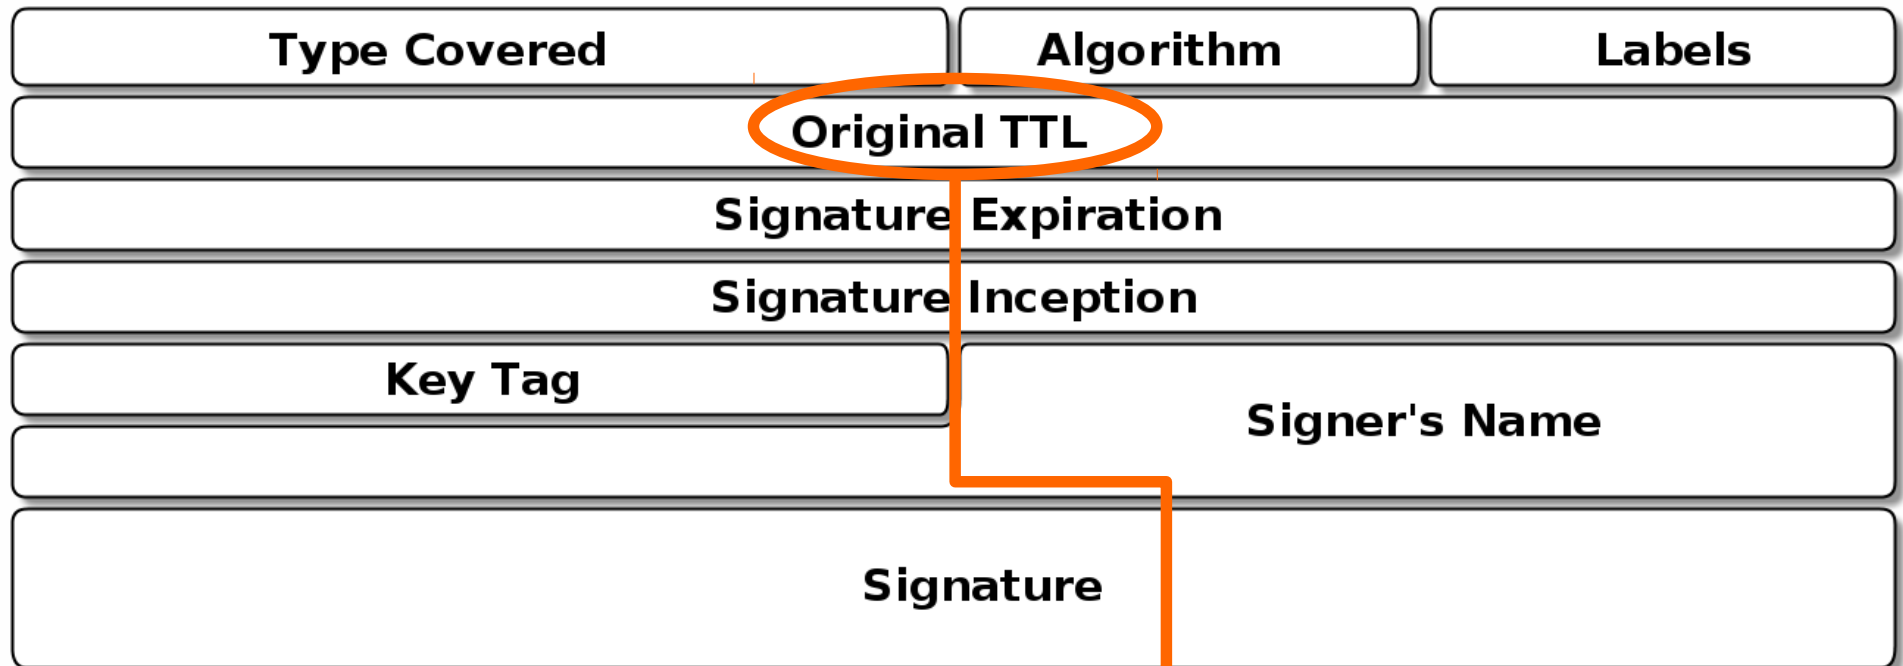 Type Covered Algorithm Labels
Original TTL
Signature Expiration
Signature Inception
Key Tag
Signer's Name
Signature